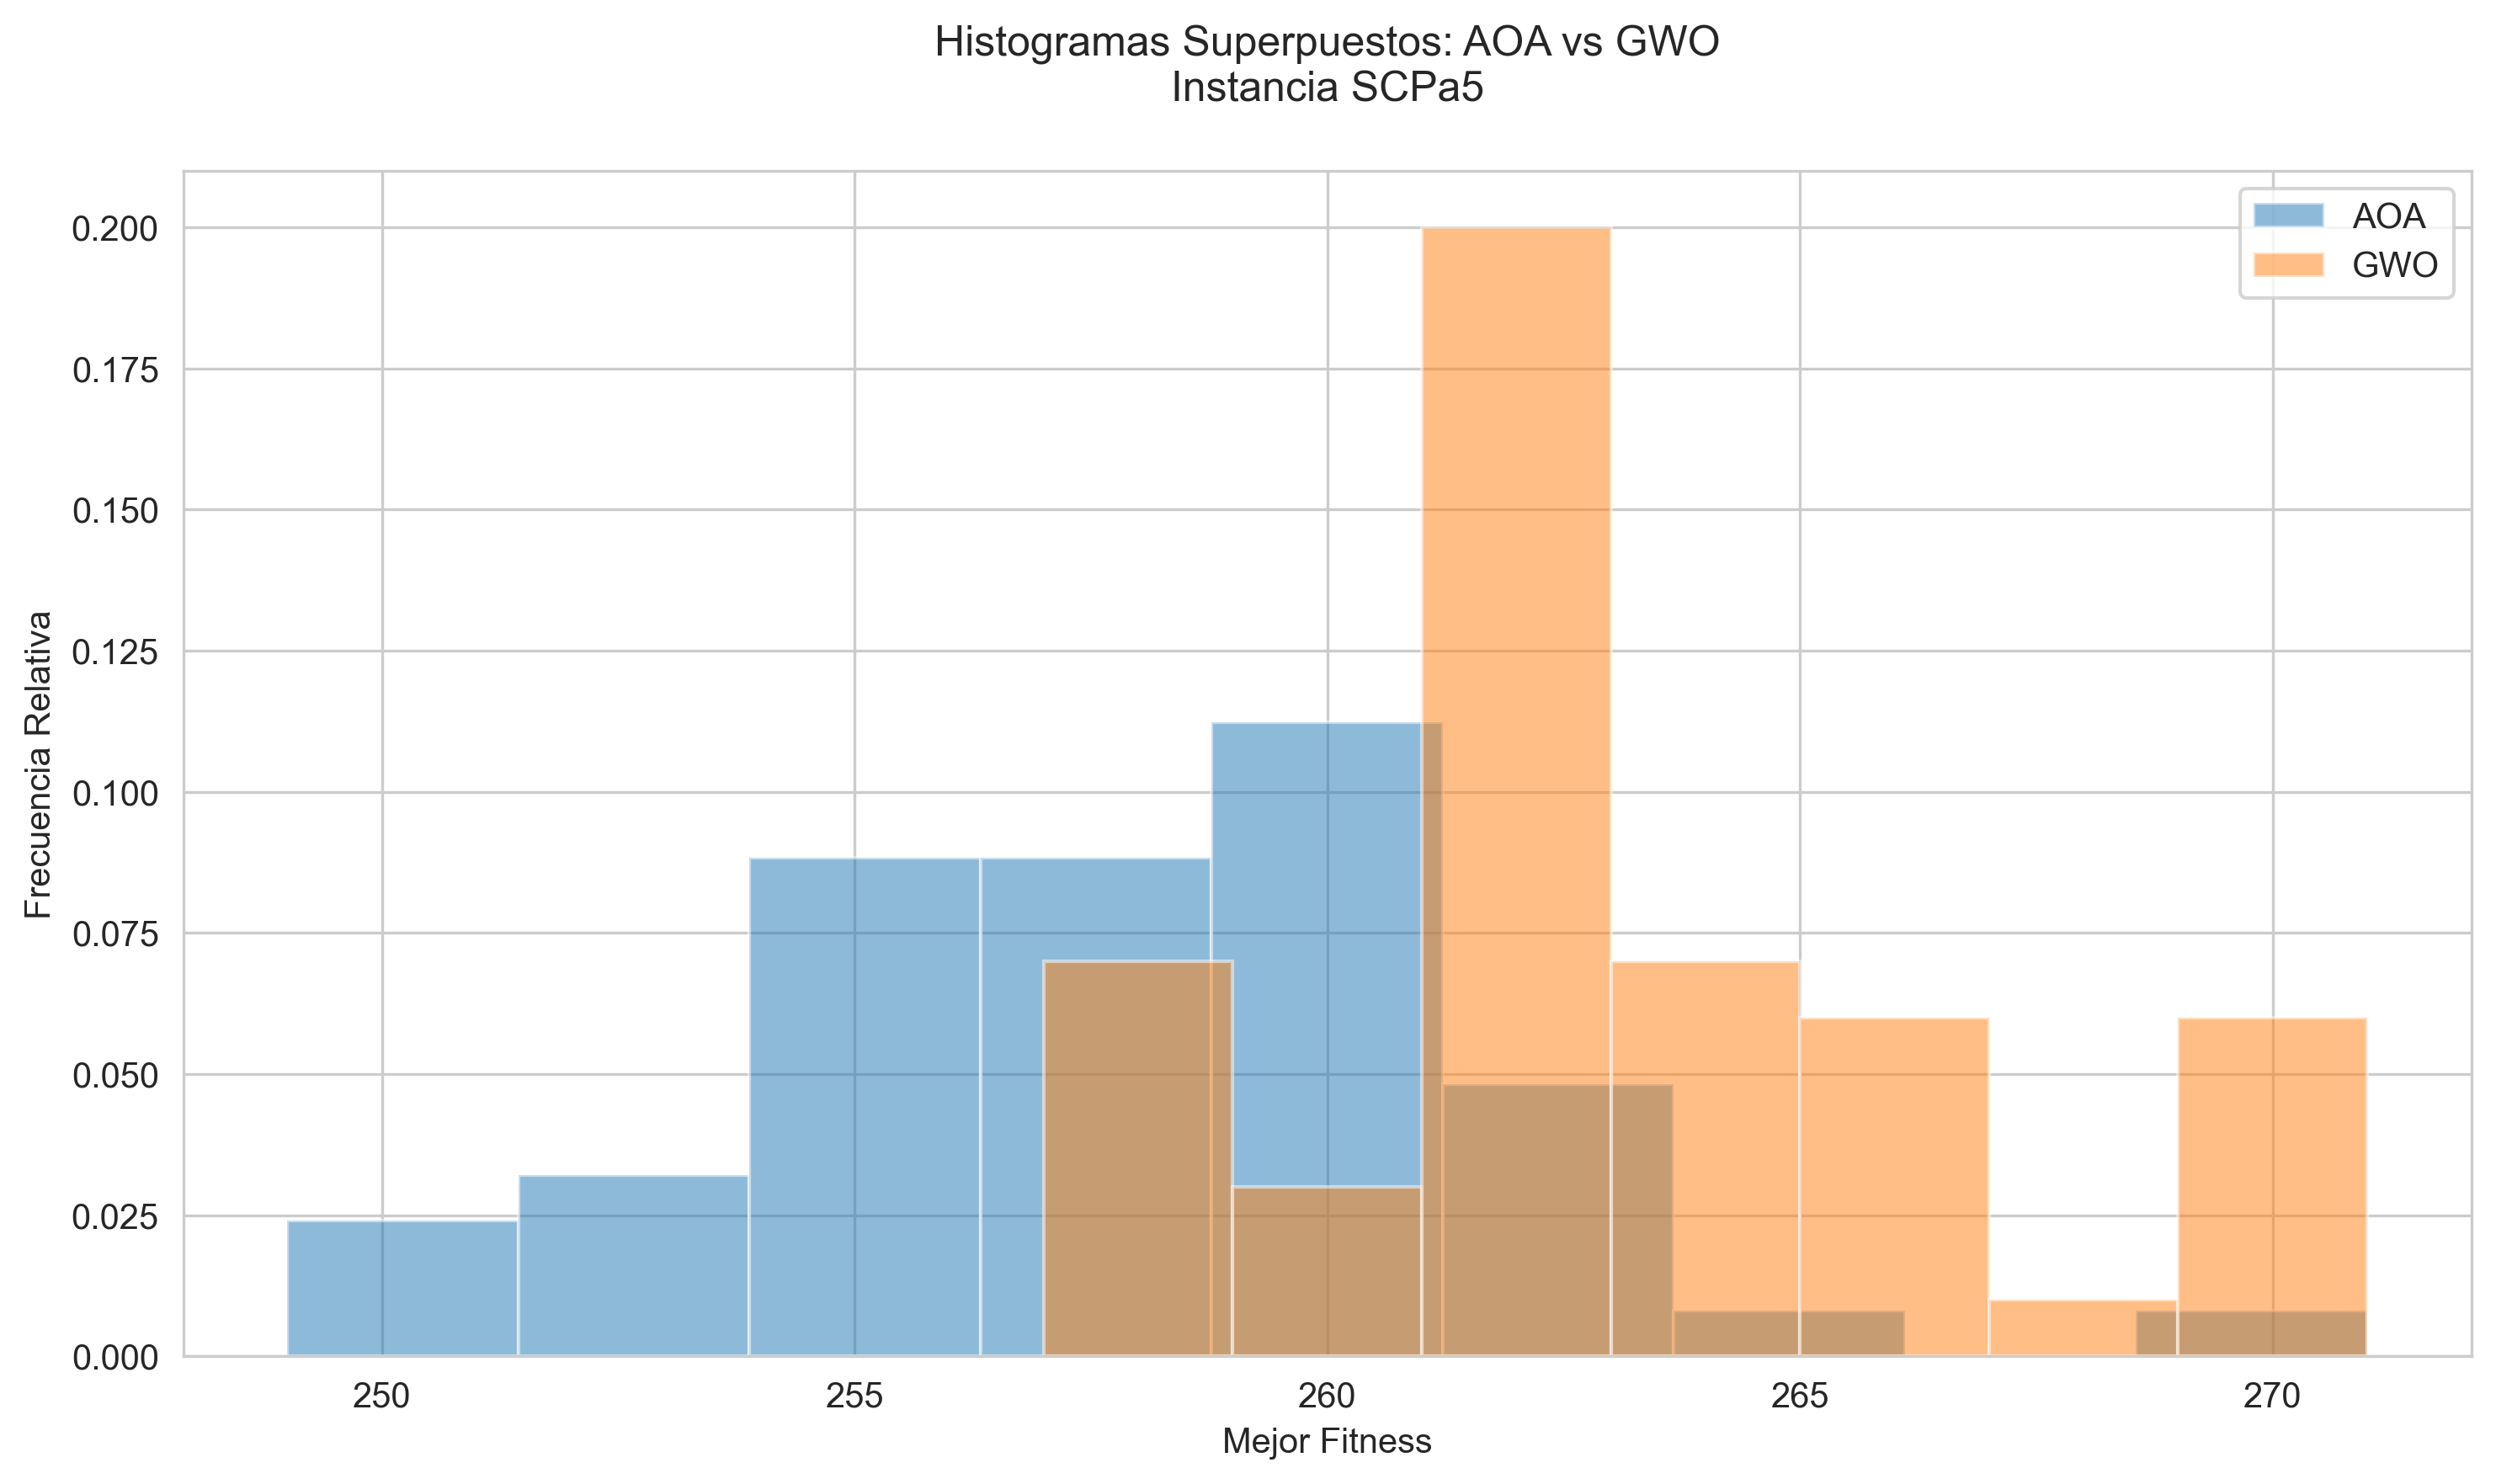 Histogramas Superpuestos: AOA vs GWO
Instancia SCPa5
AOA
GWO
Frecuencia Relativa
0.200
0.175
0.150
0.125
0.100
0.075
0.050
0.025
0.000
250
255
260
265
270
Mejor Fitness